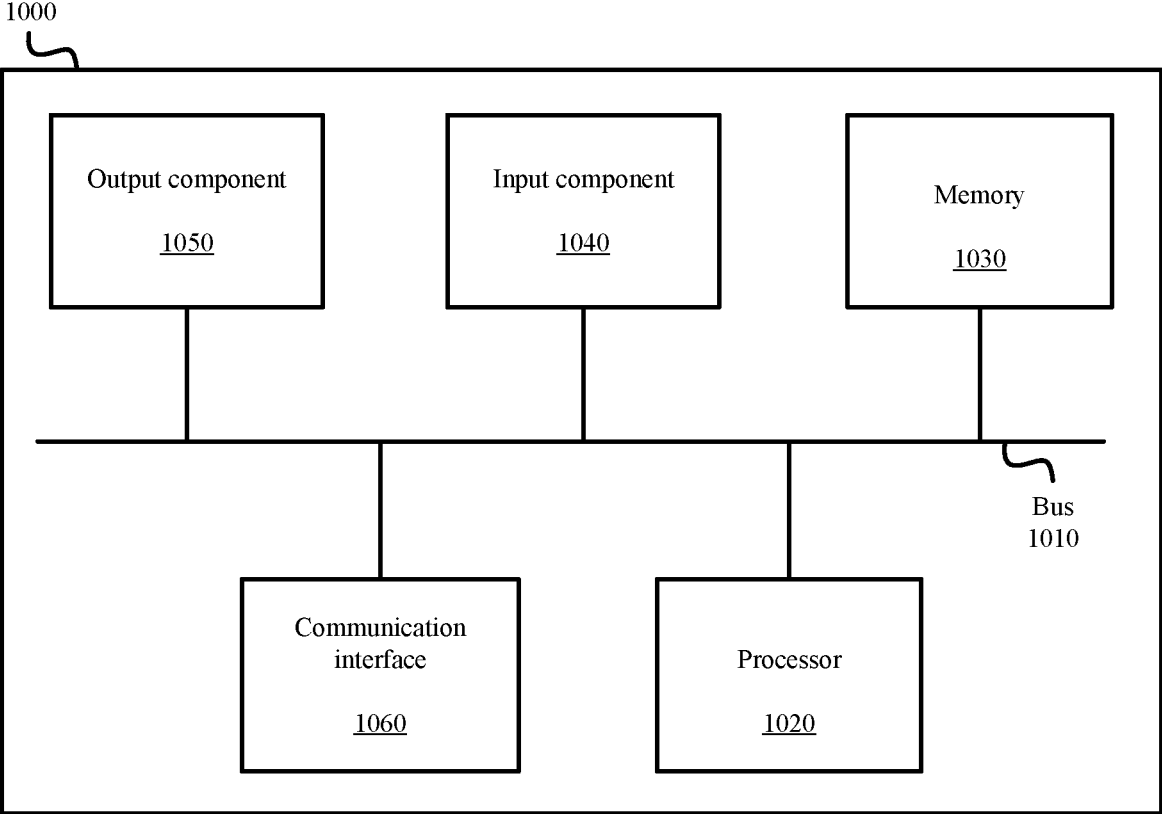 1000
Output component
1050
Input component
1040
Memory
1030
Bus
1010
Communication
interface
1060
Processor
1020